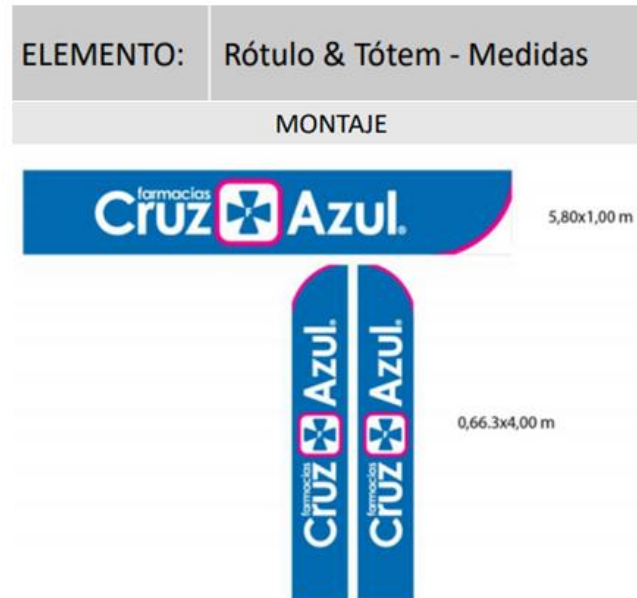 ELEMENTO: Rótulo & Tótem - Medidas
MONTAJE
farmacias
Cruz Azul®
5,80x1,00 m
farmacias
Cruz Azul®
farmacias
Cruz Azul®
0,66.3x4,00 m